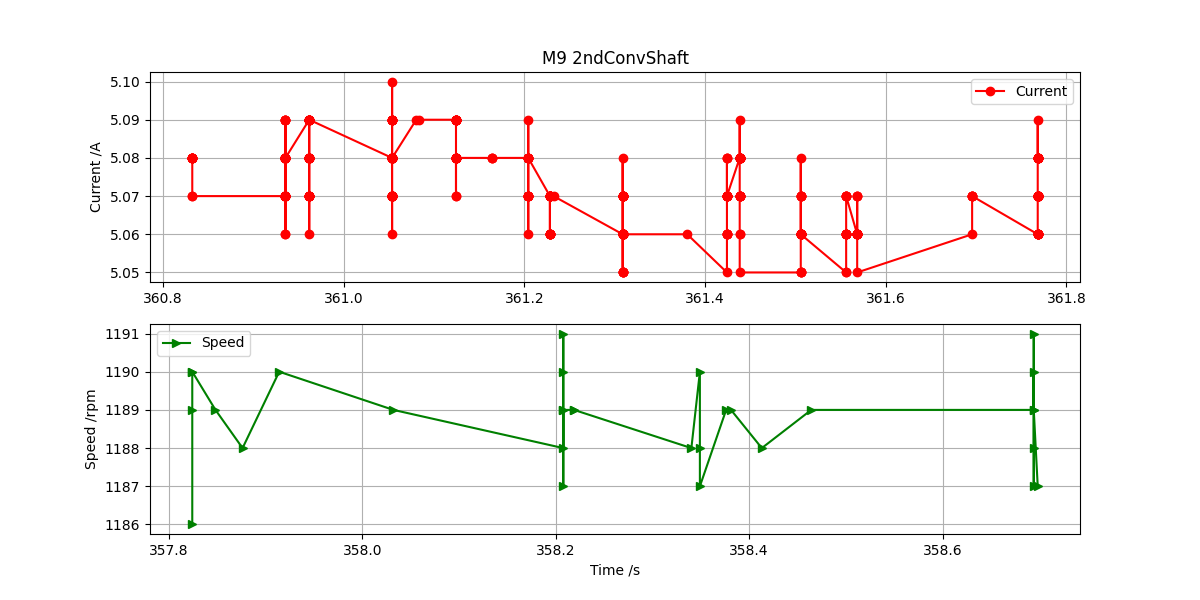 M9 2ndConvShaft
5.10
5.09
5.08
5.07
5.06
5.05
Current /A
Current
360.8 361.0 361.2 361.4 361.6 361.8
1191
1190
1189
1188
1187
1186
Speed /rpm
Speed
357.8 358.0 358.2 358.4 358.6
Time /s